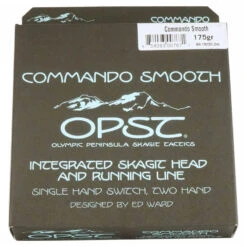 Commando Smooth
175gr
COMMANDO SMOOTH
OPST
OLYMPIC PENINSULA SKAGIT TACTICS
INTEGRATED SKAGIT HEAD
AND RUNNING LINE
SINGLE HAND SWITCH, TWO HAND
DESIGNED BY ED WARD